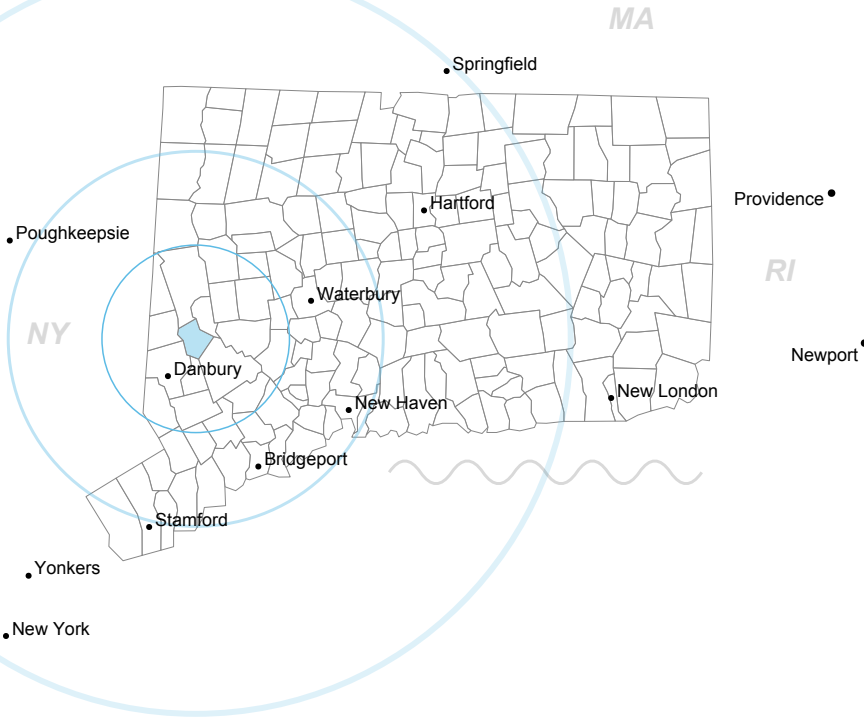 MA
Springfield
Providence
Hartford
Poughkeepsie
RI
Waterbury
NY
Newport
Danbury
New London
New Haven
Bridgeport
Stamford
Yonkers
New York